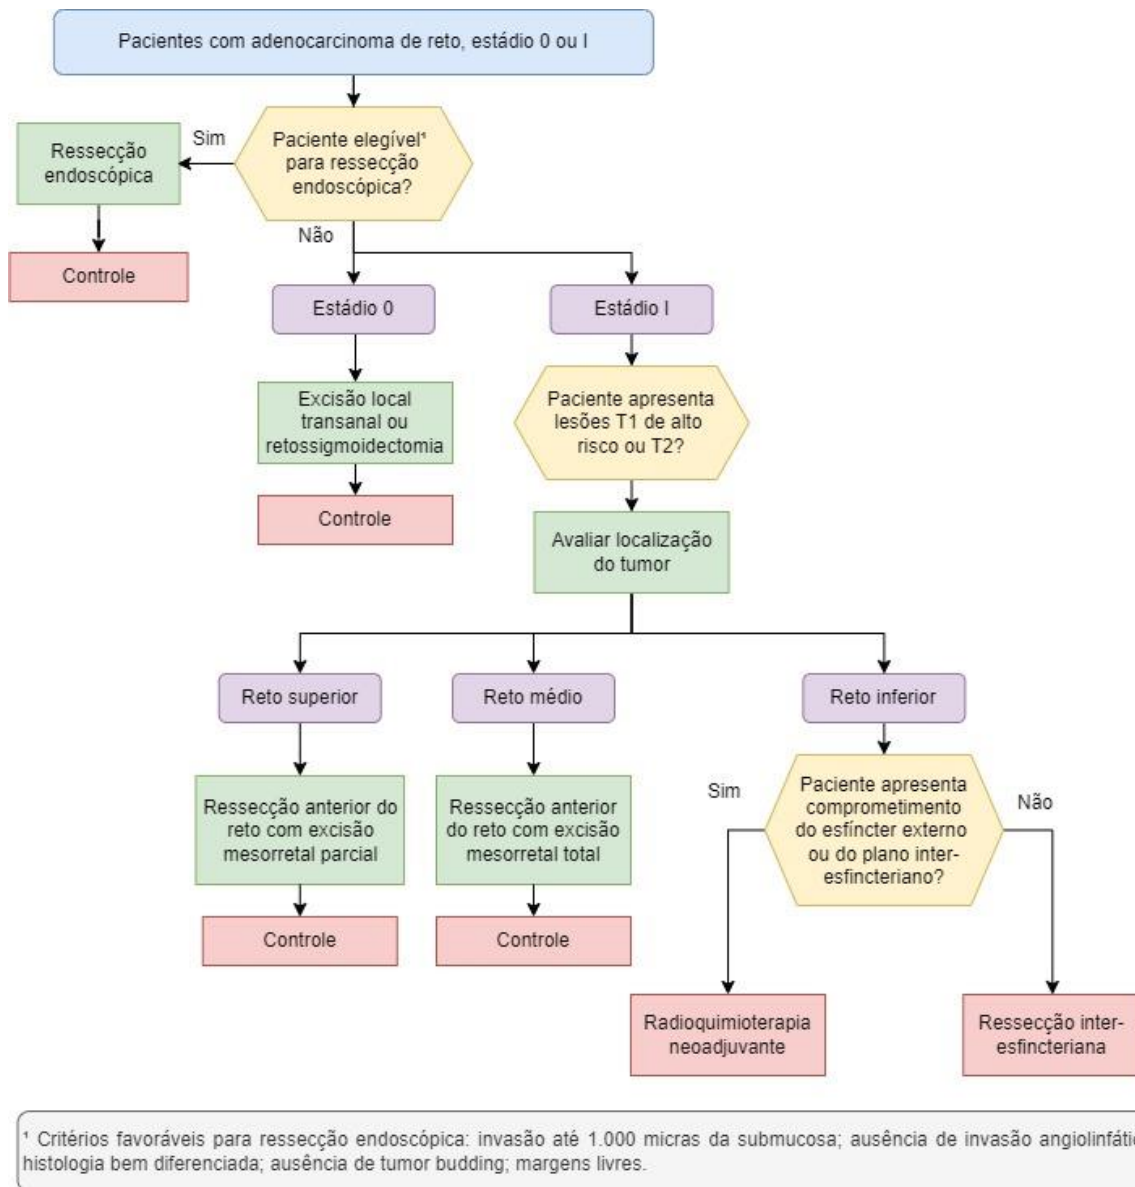 Pacientes com adenocarcinoma de reto, estádio 0 ou I
Sim
Paciente elegível¹
para ressecção
endoscópica?
Ressecção
endoscópica
Não
Controle
Estádio 0
Estádio I
Excisão local
transanal ou
retossigmoidectomia
Paciente apresenta
lesões T1 de alto
risco ou T2?
Controle
Avaliar localização
do tumor
Reto superior
Reto médio
Reto inferior
Ressecção anterior do
reto com excisão
mesorretal parcial
Ressecção anterior
do reto com excisão
mesorretal total
Sim
Paciente apresenta
comprometimento
do esfíncter externo
ou do plano inter-
esfincteriano?
Não
Controle
Controle
Radioquimioterapia
neoadjuvante
Ressecção inter-
esfincteriana
¹ Critérios favoráveis para ressecção endoscópica: invasão até 1.000 micras da submucosa; ausência de invasão
histologia bem diferenciada; ausência de tumor budding; margens livres.